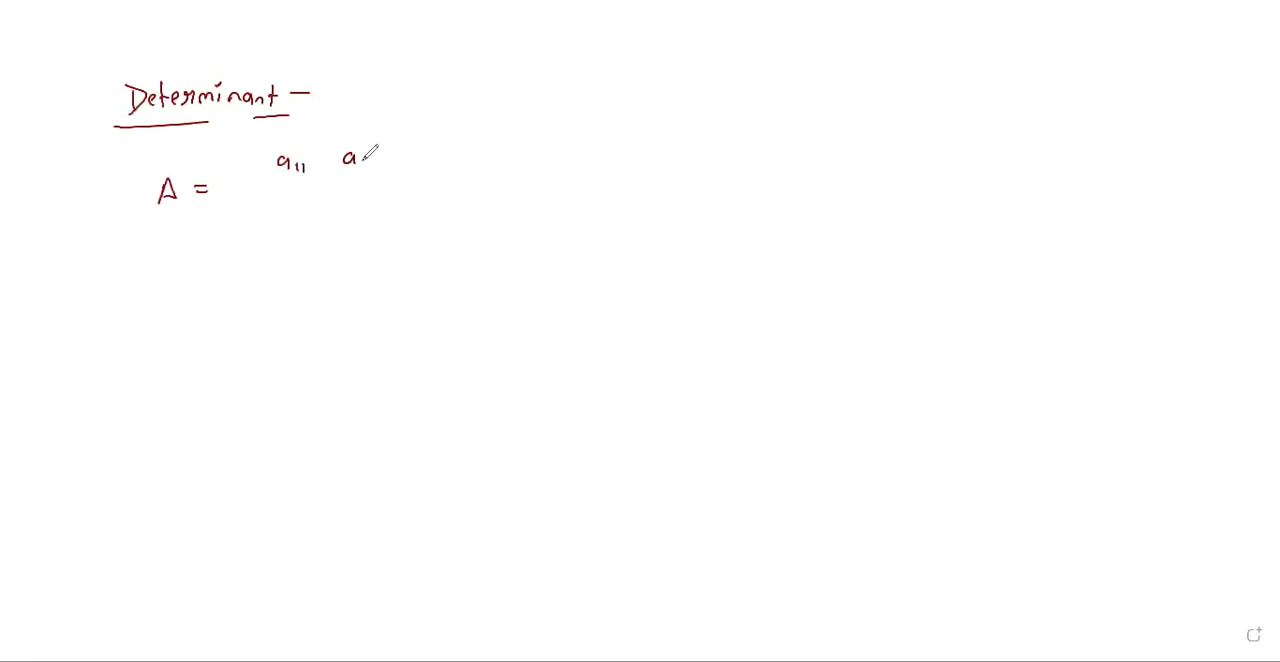 Determinant -
a₁₁ a
A =